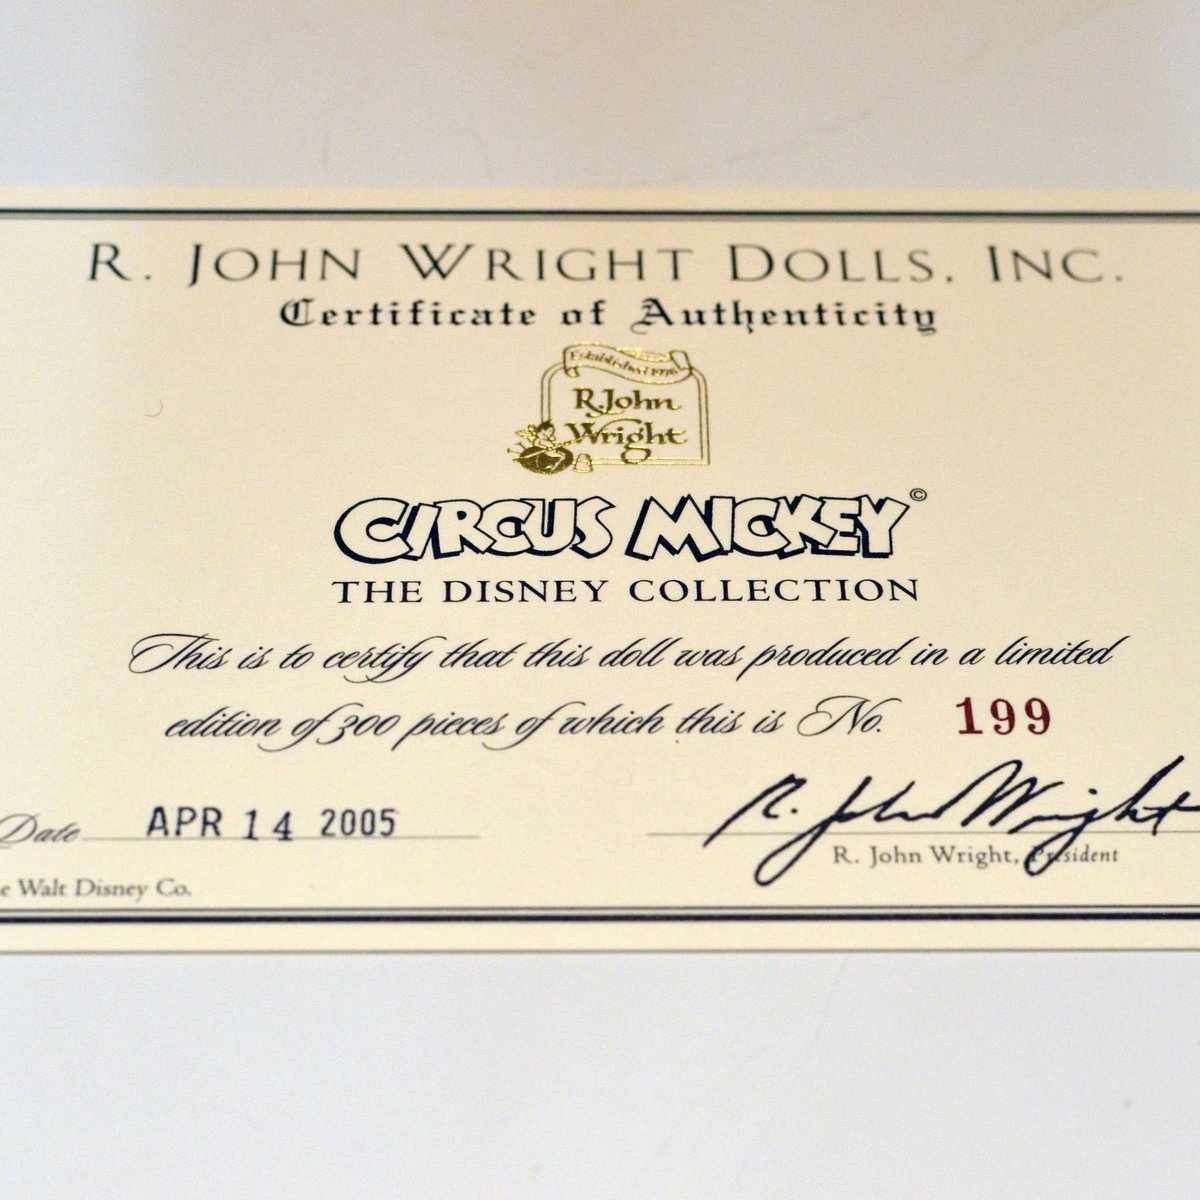 R. JOHN WRIGHT DOLLS, INC.
Certificate of Authenticity
Established 1976
R. John
Wright
CIRCUS MICKEY©
THE DISNEY COLLECTION
This is to certify that this doll was produced in a limited
edition of 300 pieces of which this is No. 199
Date APR 14 2005
R. John Wright
R. John Wright, President
e Walt Disney Co.